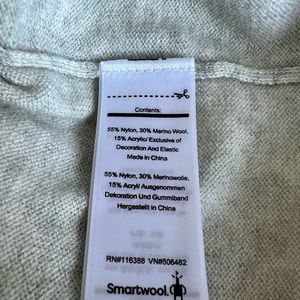 Contents:
55% Nylon, 30% Merino Wool,
15% Acrylic/ Exclusive of
Decoration And Elastic
Made in China
55% Nylon, 30% Merinowolle,
15% Acryl/ Ausgenommen
Dekoration Und Gummiband
Hergestellt in China
RN#116388 VN#506482
Smartwool